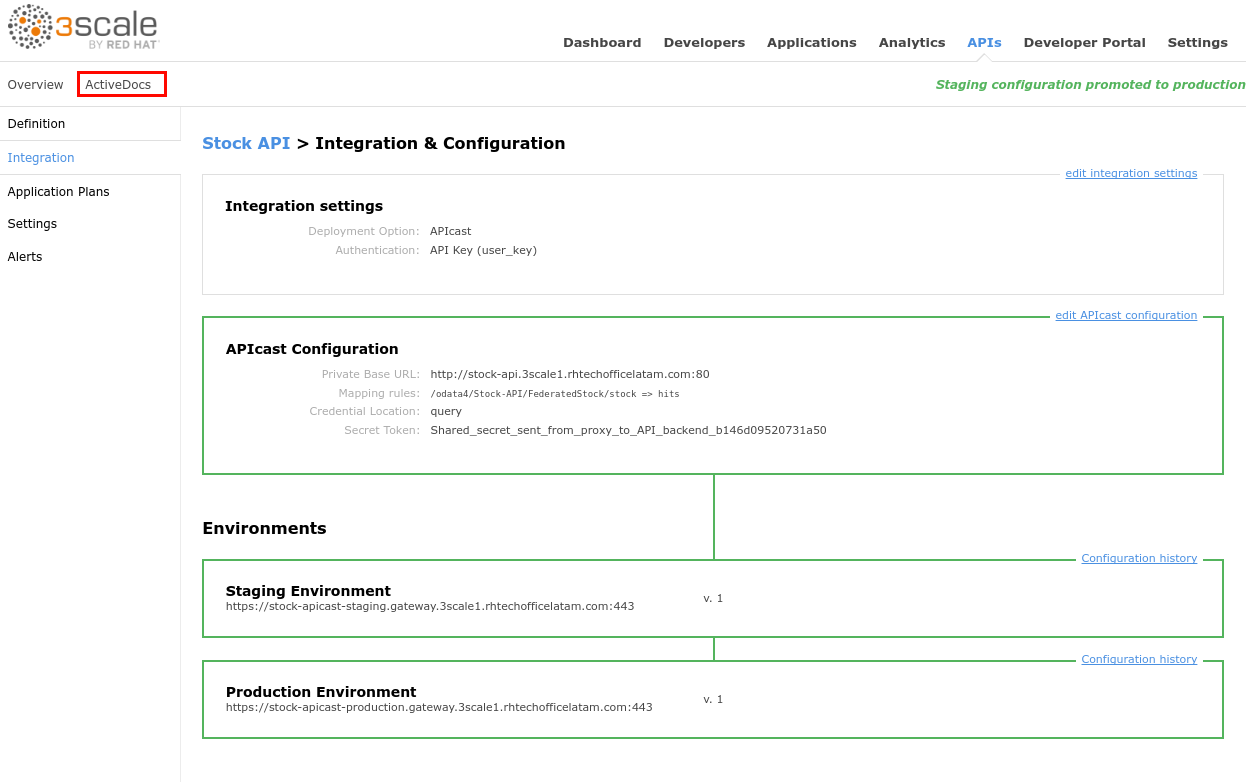 3scale
BY RED HAT
Dashboard Developers Applications Analytics APIs Developer Portal Settings
Overview ActiveDocs Staging configuration promoted to production
Definition
Integration
Application Plans
Settings
Alerts
Stock API > Integration & Configuration
edit integration settings
Integration settings
Deployment Option: APIcast
Authentication: API Key (user_key)
edit APIcast configuration
APIcast Configuration
Private Base URL: http://stock-api.3scale1.rhtechofficelatam.com:80
Mapping rules: /odata4/Stock-API/FederatedStock/stock => hits
Credential Location: query
Secret Token: Shared_secret_sent_from_proxy_to_API_backend_b146d09520731a50
Environments
Configuration history
Staging Environment
https://stock-apicast-staging.gateway.3scale1.rhtechofficelatam.com:443
v. 1
Configuration history
Production Environment
https://stock-apicast-production.gateway.3scale1.rhtechofficelatam.com:443
v. 1